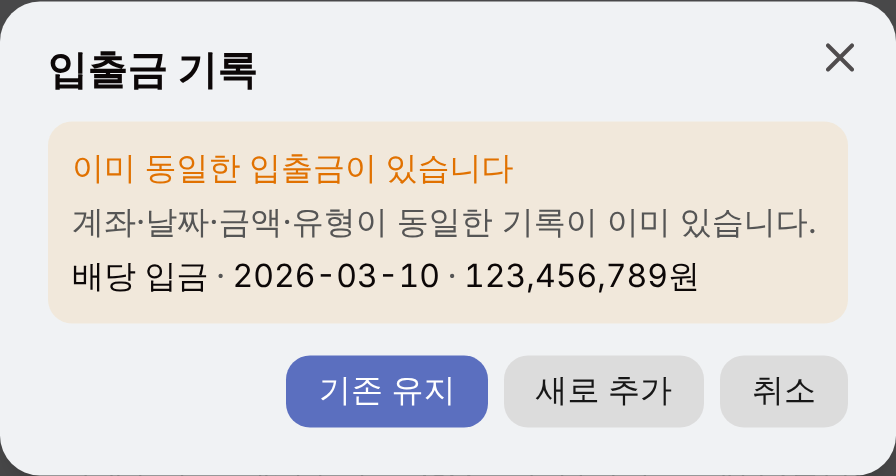 입출금 기록
이미 동일한 입출금이 있습니다
계좌·날짜·금액·유형이 동일한 기록이 이미 있습니다.
배당 입금 · 2026-03-10 · 123,456,789원
기존 유지 새로 추가 취소